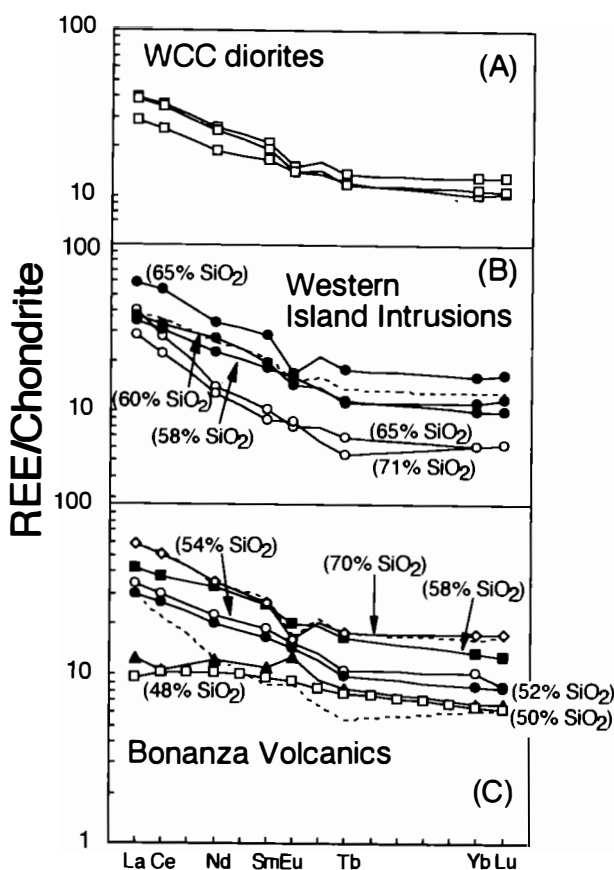 100
WCC diorites
(A)
10
100
(65% SiO2)
(B)
Western
Island Intrusions
(60% SiO2)
10
(58% SiO2)
(65% SiO2)
(71% SiO2)
REE/Chondrite
100
(54% SiO2)
(70% SiO2)
(58% SiO2)
10
(48% SiO2)
(52% SiO2)
(50% SiO2)
Bonanza Volcanics
(C)
1
La Ce Nd Sm Eu Tb Yb Lu